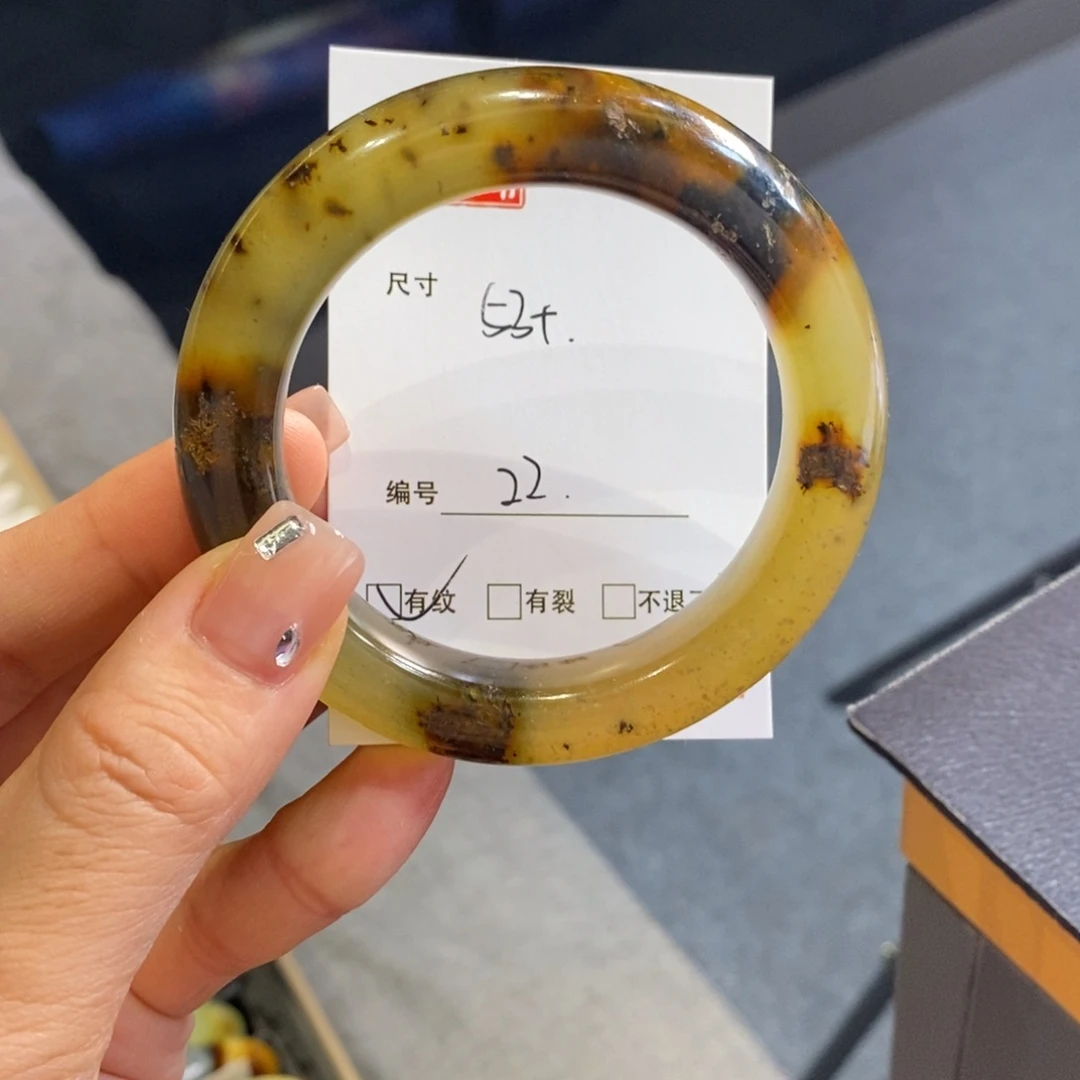 尺寸 53+.
编号 22.
有纹 有裂 不退